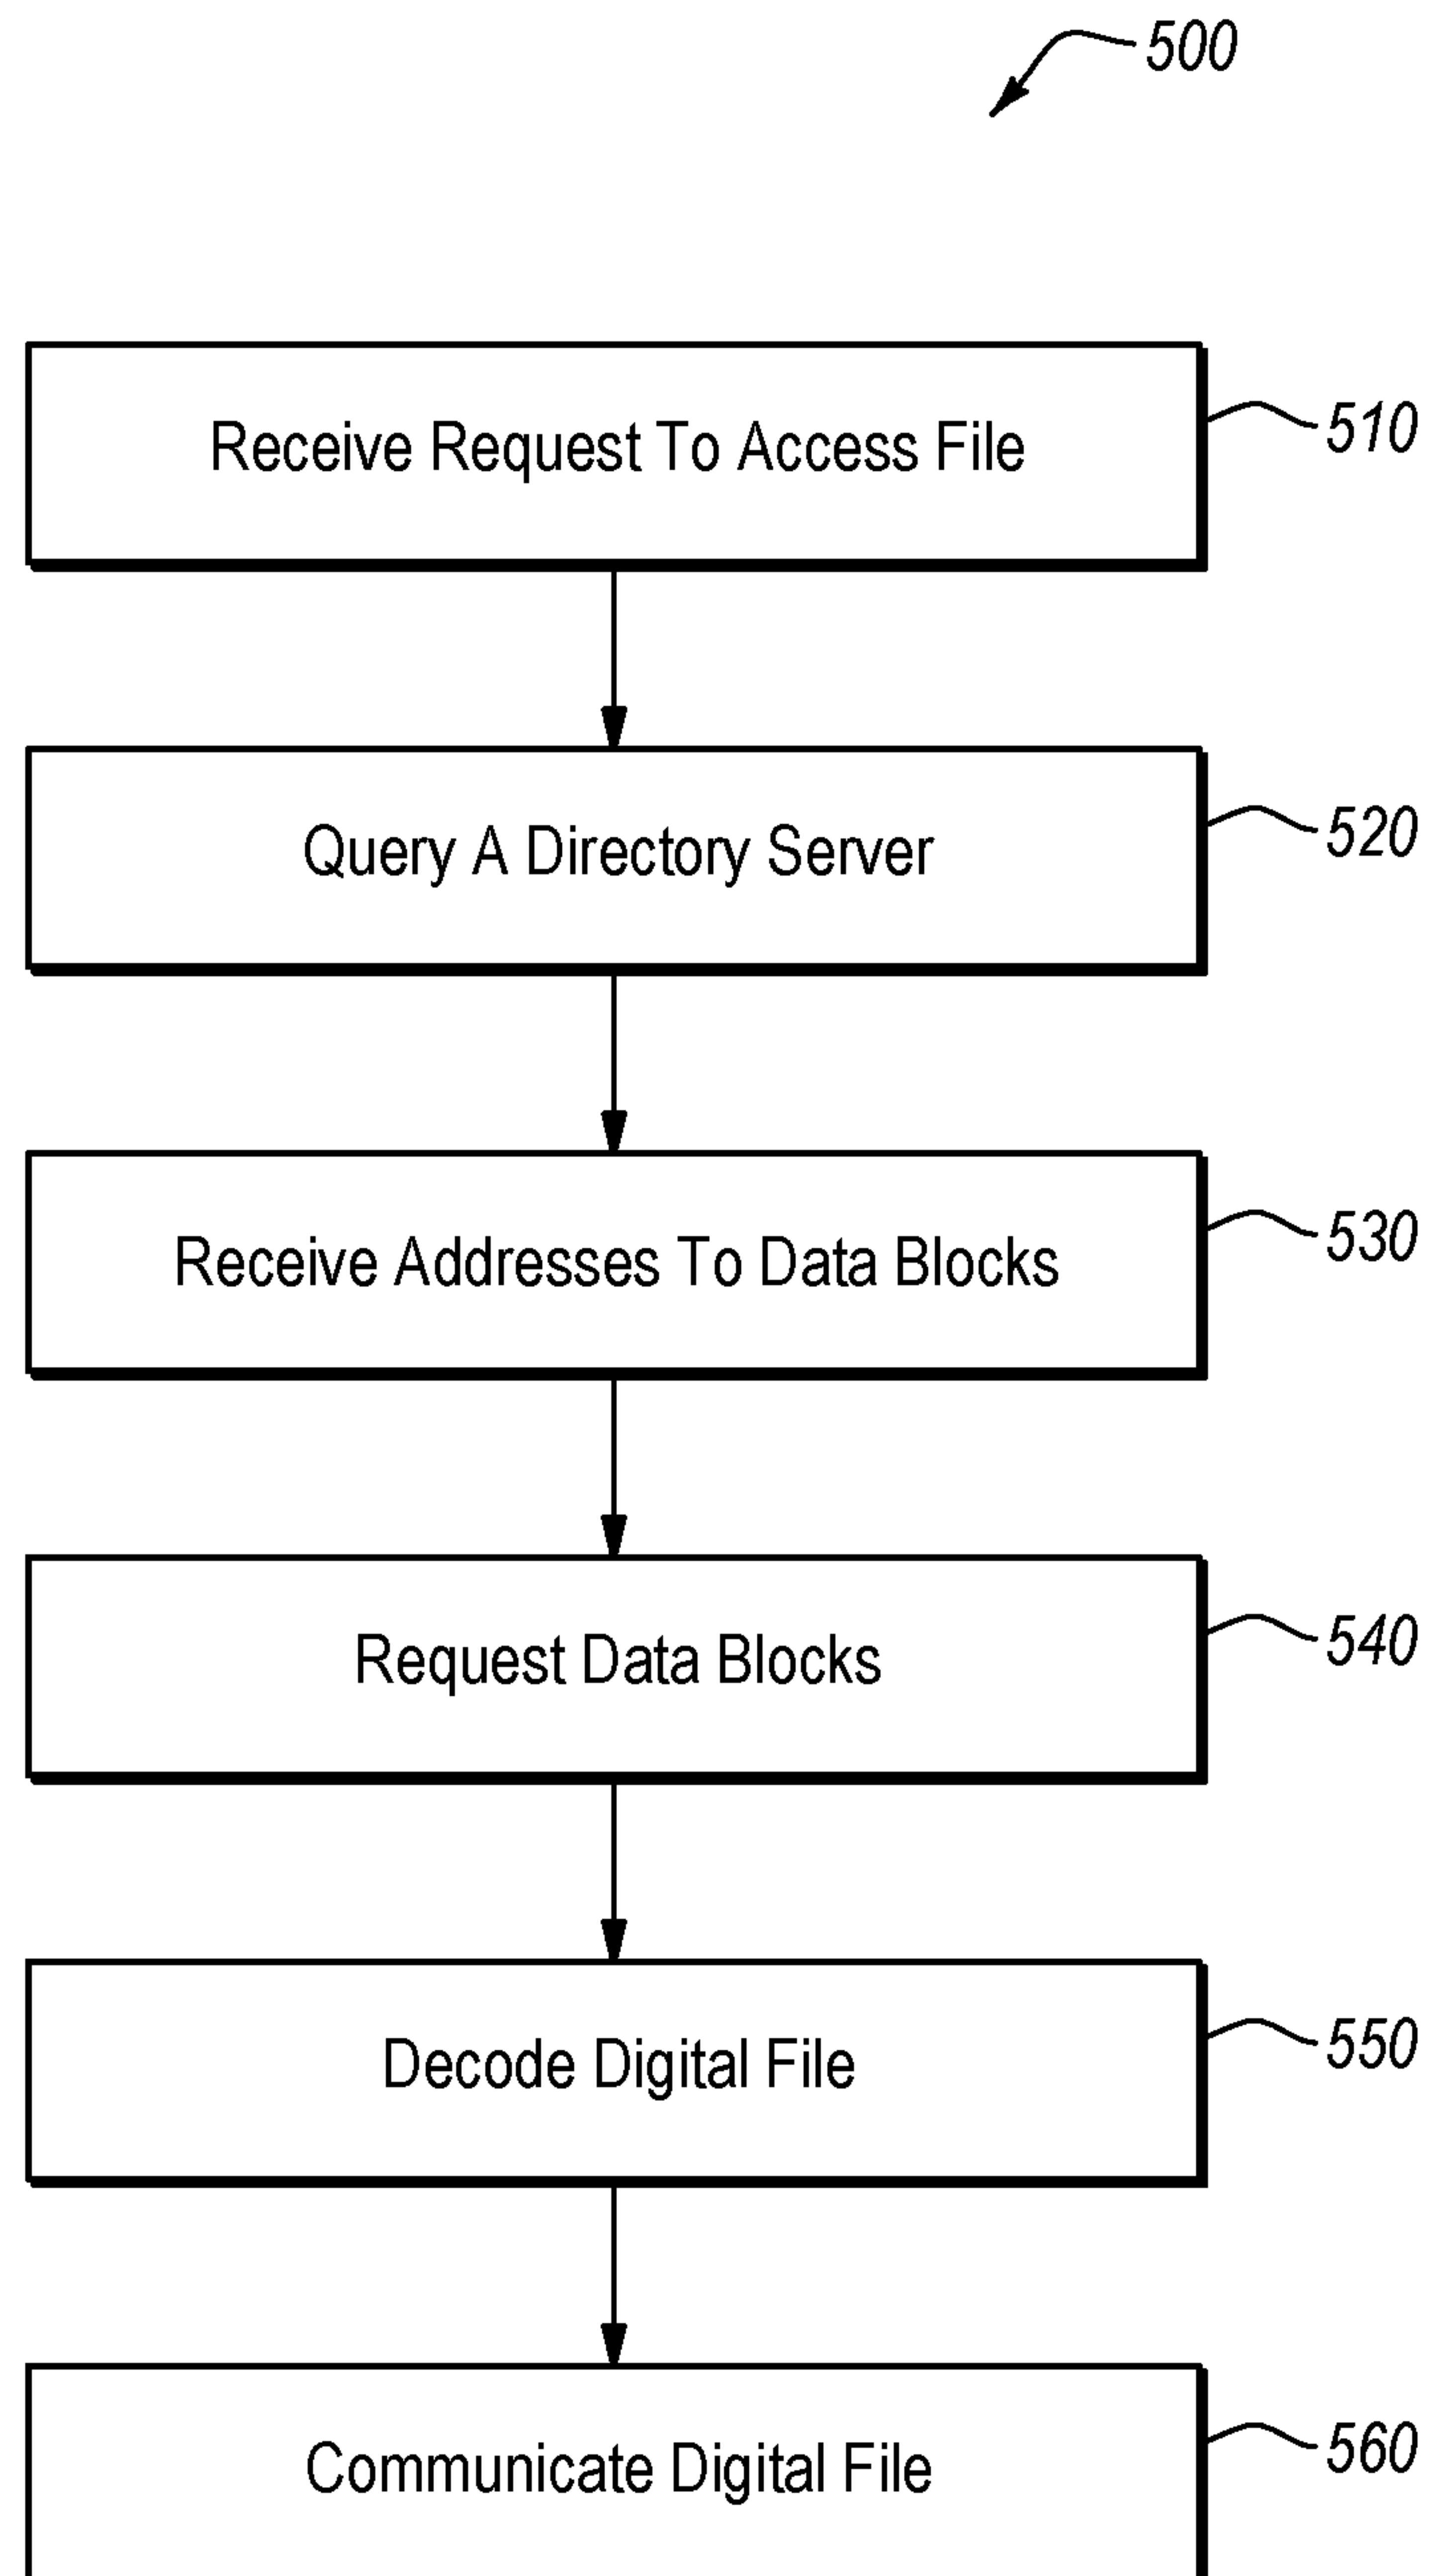 500
Receive Request To Access File
510
Query A Directory Server
520
Receive Addresses To Data Blocks
530
Request Data Blocks
540
Decode Digital File
550
Communicate Digital File
560